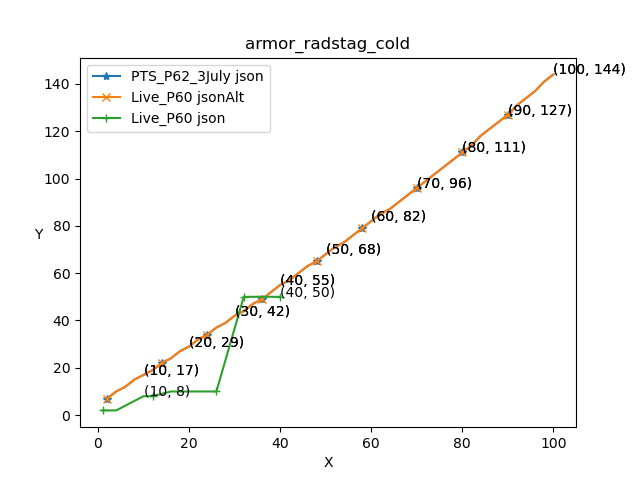 armor_radstag_cold
PTS_P62_3July json
Live_P60 jsonAlt
Live_P60 json
(100, 144)
(90, 127)
(80, 111)
(70, 96)
(60, 82)
(50, 68)
(40, 55)
(40, 50)
(30, 42)
(20, 29)
(10, 17)
(10, 8)
140
120
100
80
60
40
20
0
Y
0 20 40 60 80 100
X